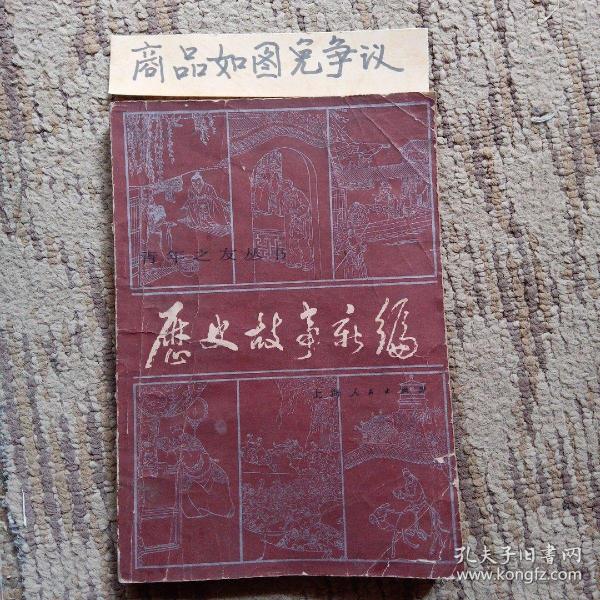 商品如图免争议
青年之友丛书
歷史故事新编
上海人民出版社
孔夫子旧书网
www.kongfz.com